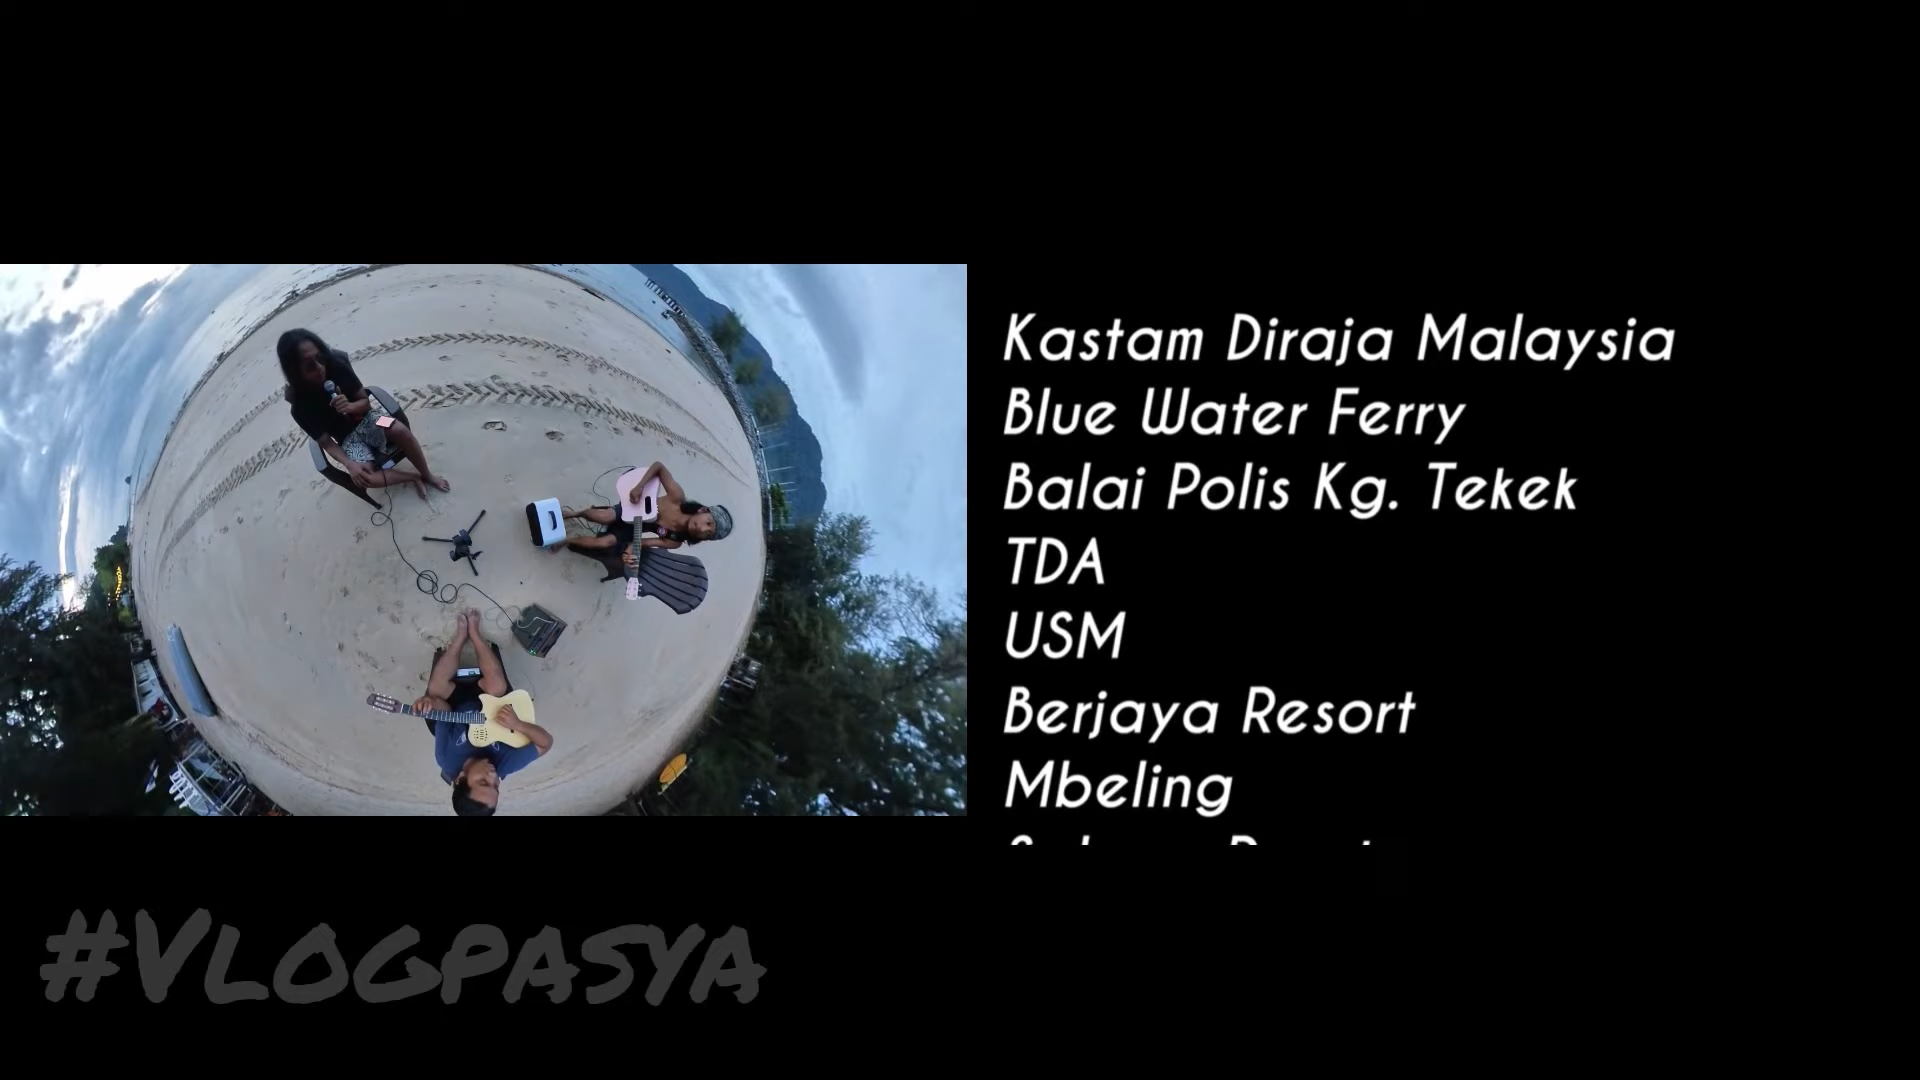 Kastam Diraja Malaysia
Blue Water Ferry
Balai Polis Kg. Tekek
TDA
USM
Berjaya Resort
Mbeling
#Vlogpasya